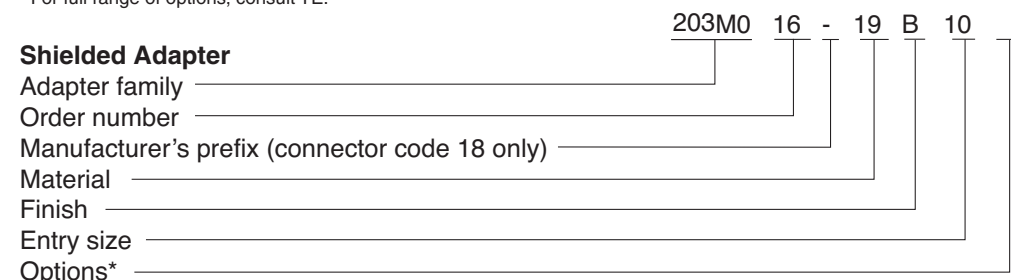 * For full range of options, consult TE.
203M0 16 - 19 B 10
Shielded Adapter
Adapter family
Order number
Manufacturer's prefix (connector code 18 only)
Material
Finish
Entry size
Options*